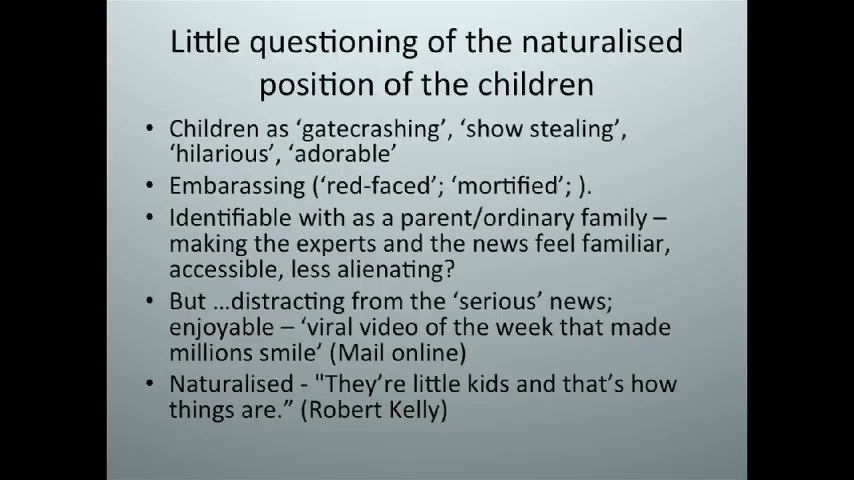 Little questioning of the naturalised
position of the children
• Children as ‘gatecrashing’, ‘show stealing’,
‘hilarious’, ‘adorable’
• Embarassing (‘red-faced’; ‘mortified’; ).
• Identifiable with as a parent/ordinary family –
making the experts and the news feel familiar,
accessible, less alienating?
• But …distracting from the ‘serious’ news;
enjoyable – ‘viral video of the week that made
millions smile’ (Mail online)
• Naturalised - "They’re little kids and that’s how
things are.” (Robert Kelly)